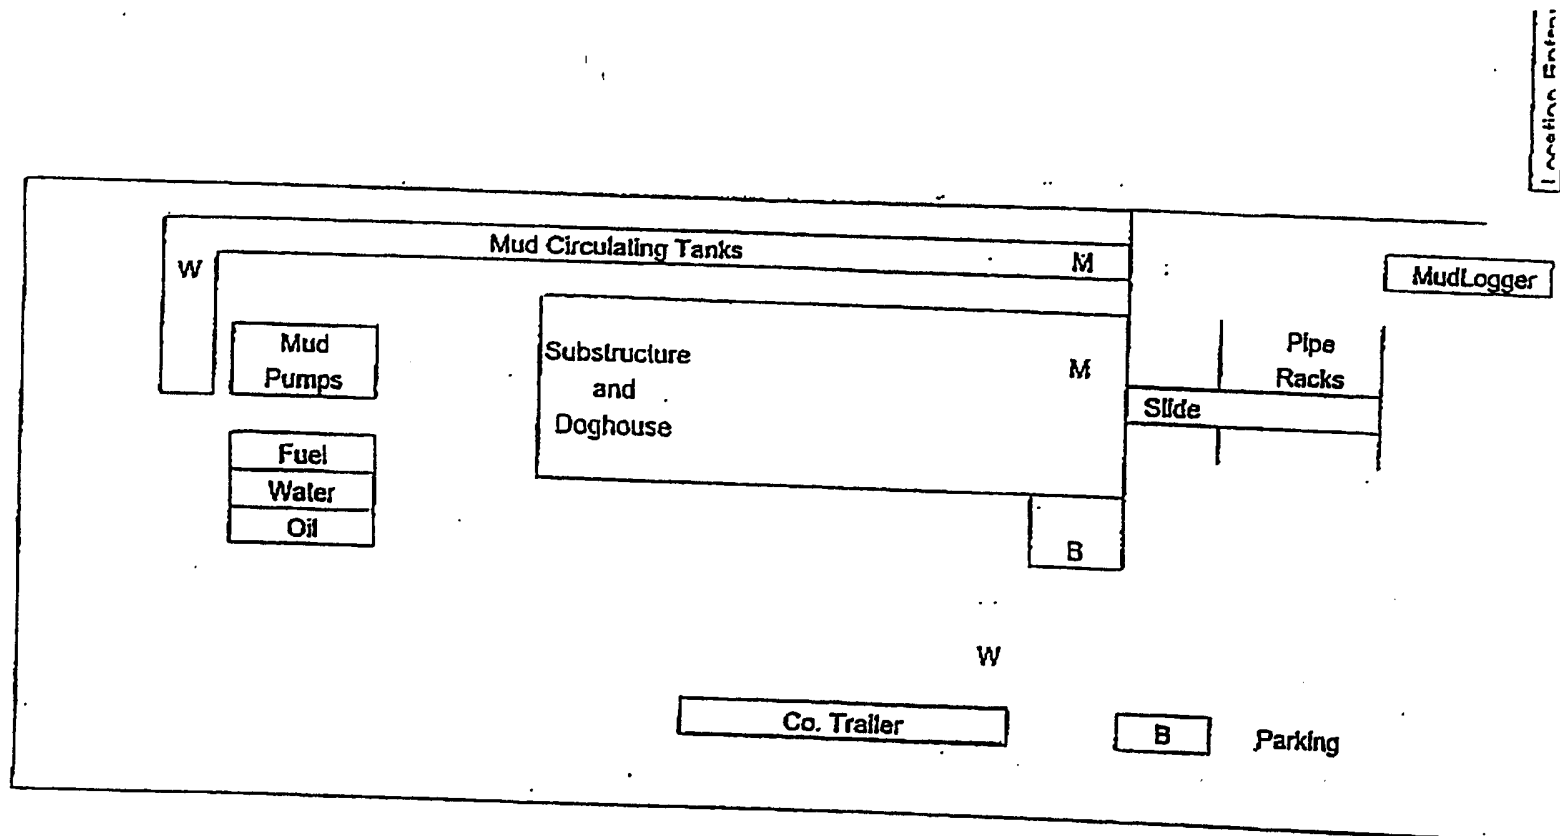 Location
Mud Circulating Tanks
W
M
MudLogger
Mud
Pumps
Substructure
and
Doghouse
M
Pipe
Racks
Slide
Fuel
Water
Oil
B
W
Co. Trailer
B
Parking